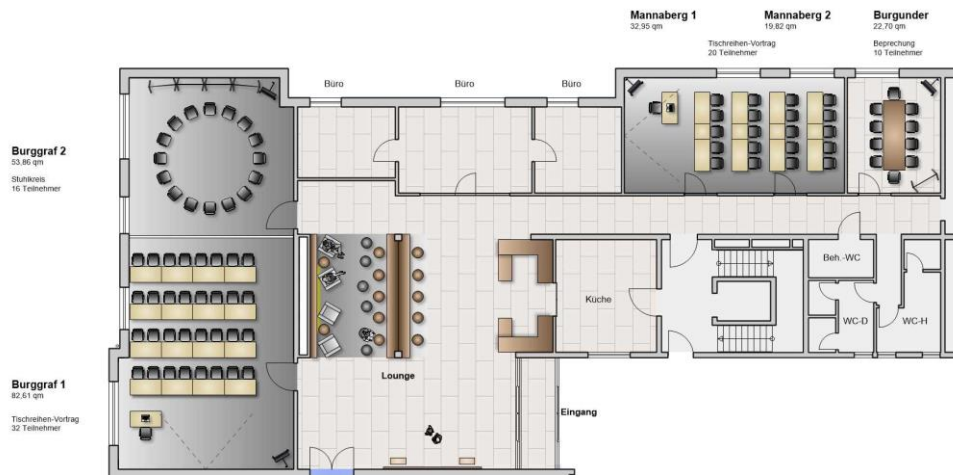 Mannaberg 1
32,95 qm
Tischreihen-Vortrag
20 Teilnehmer
Mannaberg 2
19,82 qm
Burgunder
22,70 qm
Beprechung
10 Teilnehmer
Büro
Büro
Büro
Burggraf 2
53,86 qm
Stuhlkreis
16 Teilnehmer
Beh.-WC
Küche
WC-D
WC-H
Lounge
Burggraf 1
82,61 qm
Tischreihen-Vortrag
32 Teilnehmer
Eingang